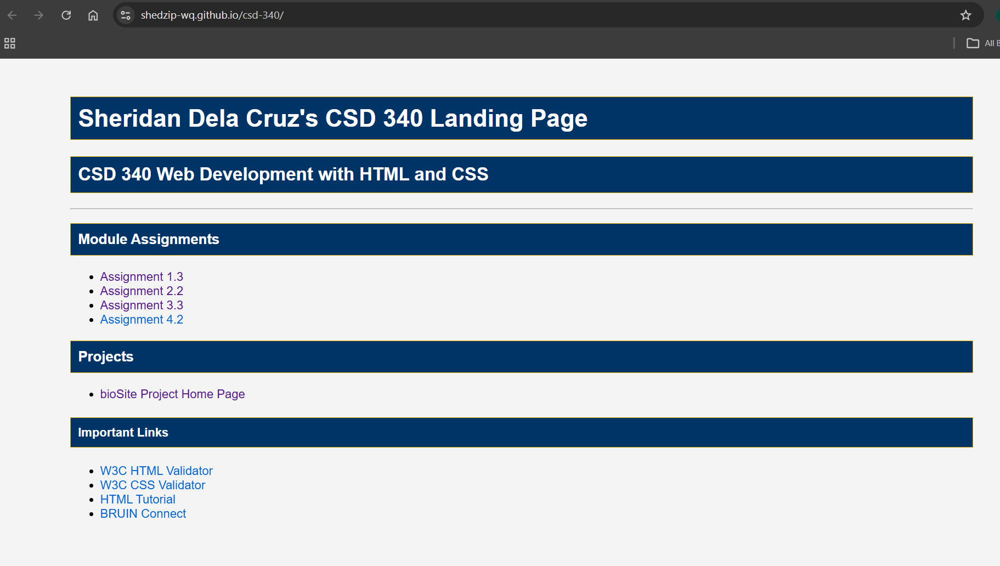 shedzip-wq.github.io/csd-340/
All
Sheridan Dela Cruz's CSD 340 Landing Page
CSD 340 Web Development with HTML and CSS
Module Assignments
Assignment 1.3
Assignment 2.2
Assignment 3.3
Assignment 4.2
Projects
bioSite Project Home Page
Important Links
W3C HTML Validator
W3C CSS Validator
HTML Tutorial
BRUIN Connect